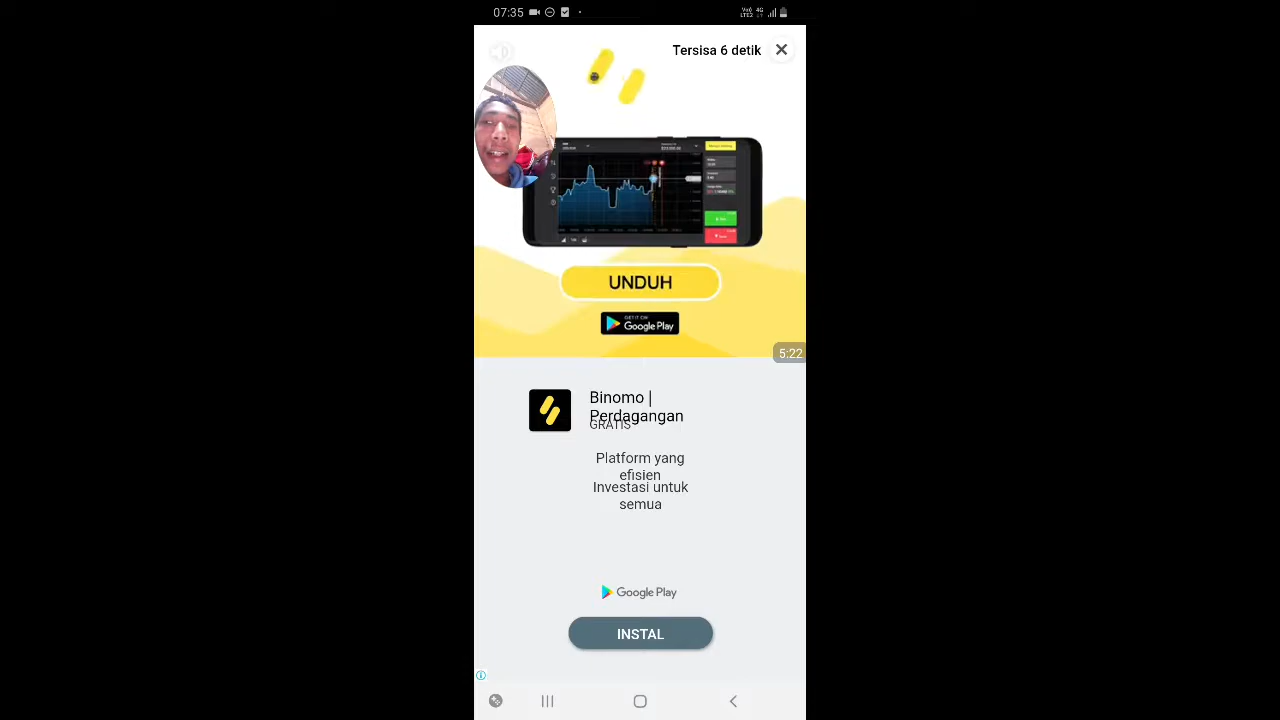 07:35
Tersisa 6 detik
UNDUH
GET IT ON
Google Play
5:22
Binomo |
Perdagangan
GRATIS
Platform yang
efisien
Investasi untuk
semua
Google Play
INSTAL